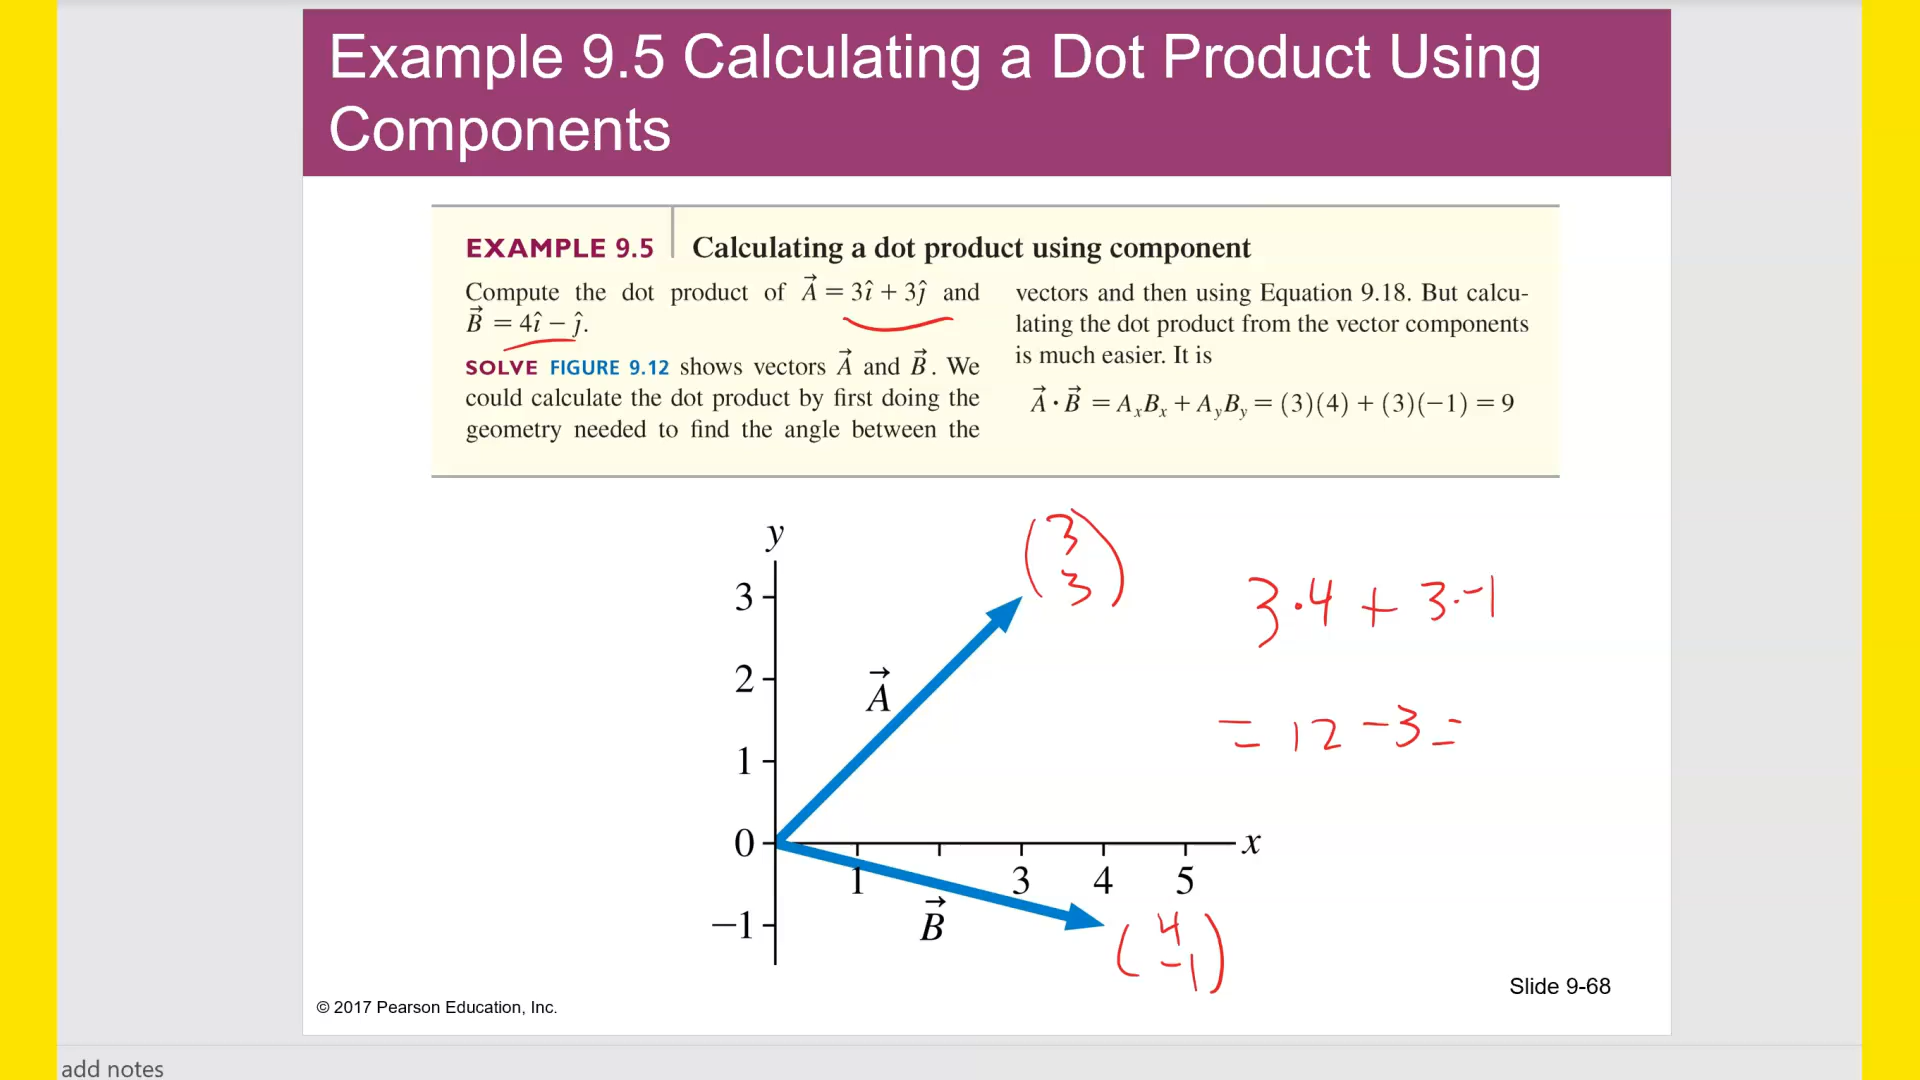 Example 9.5 Calculating a Dot Product Using
Components
EXAMPLE 9.5 Calculating a dot product using component
Compute the dot product of A⃗ = 3î + 3ĵ and
B⃗ = 4î − ĵ.
SOLVE FIGURE 9.12 shows vectors A⃗ and B⃗. We
could calculate the dot product by first doing the
geometry needed to find the angle between the
vectors and then using Equation 9.18. But calcu-
lating the dot product from the vector components
is much easier. It is
A⃗ · B⃗ = AₓBₓ + A_yB_y = (3)(4) + (3)(−1) = 9
y
3
2
1
0
−1
1
3
4
5
x
A⃗
B⃗
(3
3)
(4
-1)
3·4 + 3·-1
= 12 - 3 =
Slide 9-68
© 2017 Pearson Education, Inc.
add notes